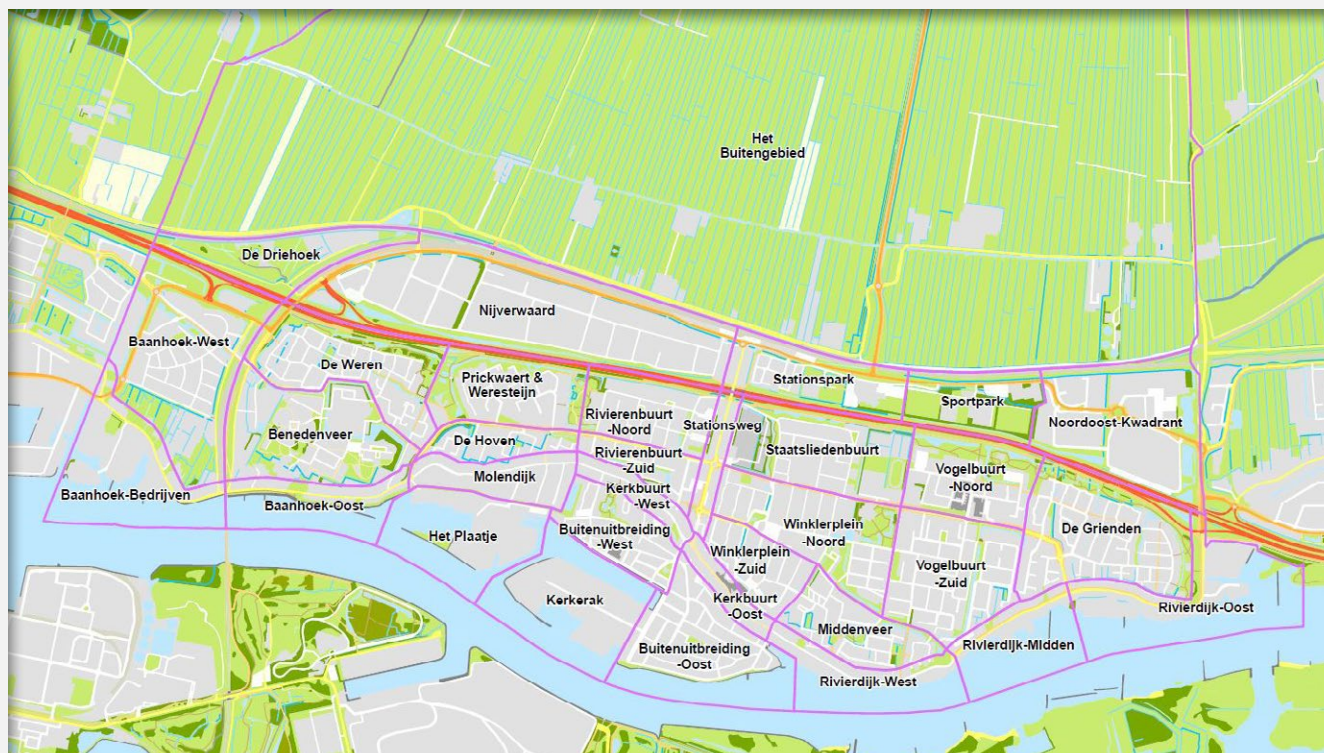 Het
Buitengebied
De Driehoek
Nijverwaard
Baanhoek-West
De Weren
Prickwaert &
Weresteijn
Stationspark
Sportpark
Noordoost-Kwadrant
Rivierenbuurt
-Noord
Stationsweg
Benedenveer
De Hoven
Rivierenbuurt
-Zuid
Staatsliedenbuurt
Vogelbuurt
-Noord
Molendijk
Kerkbuurt
-West
Baanhoek-Bedrijven
Baanhoek-Oost
Het Plaatje
Buitenuitbreiding
-West
Winklerplein
-Noord
De Grienden
Winklerplein
-Zuid
Vogelbuurt
-Zuid
Kerkerak
Kerkbuurt
-Oost
Rivierdijk-Oost
Middenveer
Rivierdijk-Midden
Buitenuitbreiding
-Oost
Rivierdijk-West